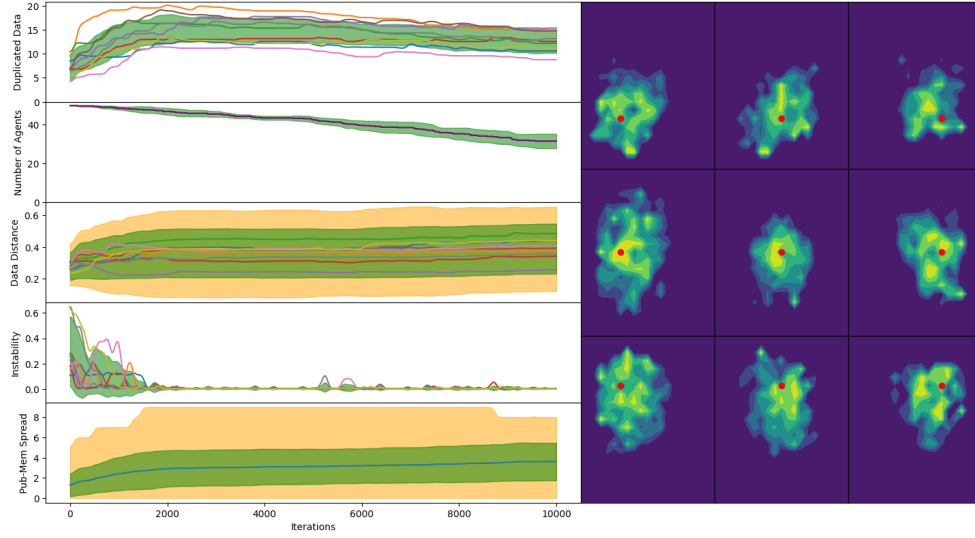 Duplicated Data
20
15
10
5
0
Number of Agents
40
20
0
Data Distance
0.6
0.4
0.2
Instability
0.6
0.4
0.2
0.0
Pub-Mem Spread
8
6
4
2
0
0 2000 4000 6000 8000 10000
Iterations